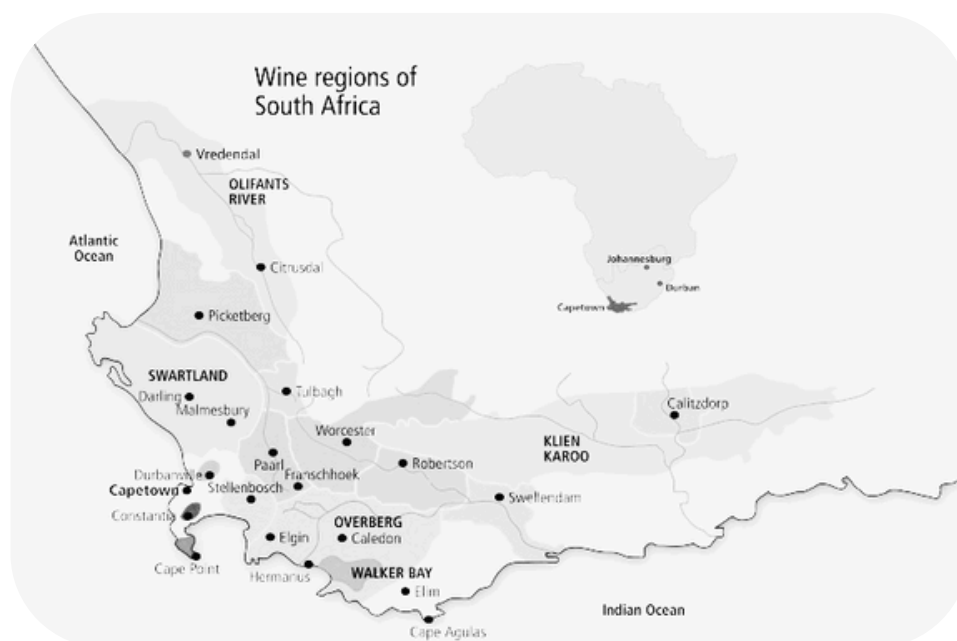 Wine regions of
South Africa
Vredendal
OLIFANTS
RIVER
Atlantic
Ocean
Citrusdal
Johannesburg
Durban
Capetown
Picketberg
SWARTLAND
Darling
Malmesbury
Tulbagh
Calitzdorp
Worcester
KLIEN
KAROO
Paarl
Robertson
Durbanville
Franschhoek
Capetown
Stellenbosch
Swellendam
Constantia
OVERBERG
Elgin
Caledon
Cape Point
Hermanus
WALKER BAY
Elim
Indian Ocean
Cape Agulas